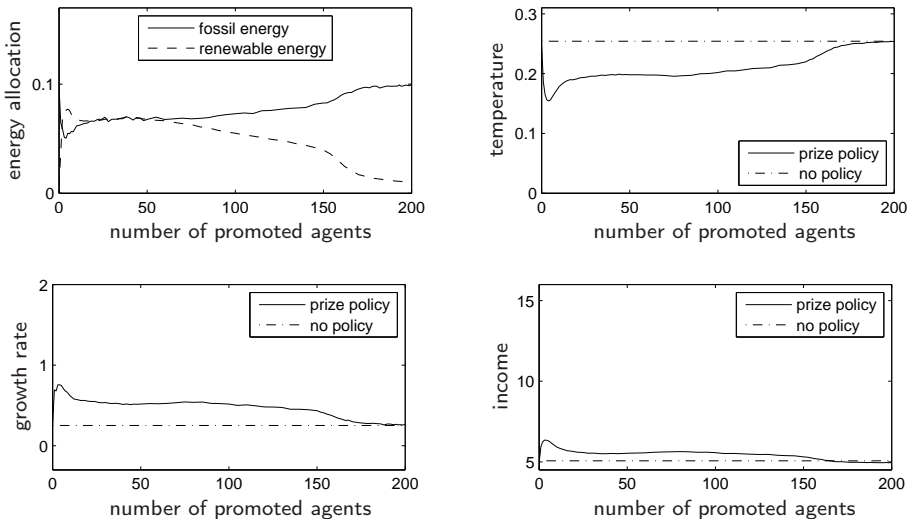 fossil energy
renewable energy
energy allocation
0.1
0
0 50 100 150 200
number of promoted agents
0.3
0.2
0.1
0
temperature
prize policy
no policy
0 50 100 150 200
number of promoted agents
2
1
0
growth rate
prize policy
no policy
0 50 100 150 200
number of promoted agents
15
10
5
income
prize policy
no policy
0 50 100 150 200
number of promoted agents